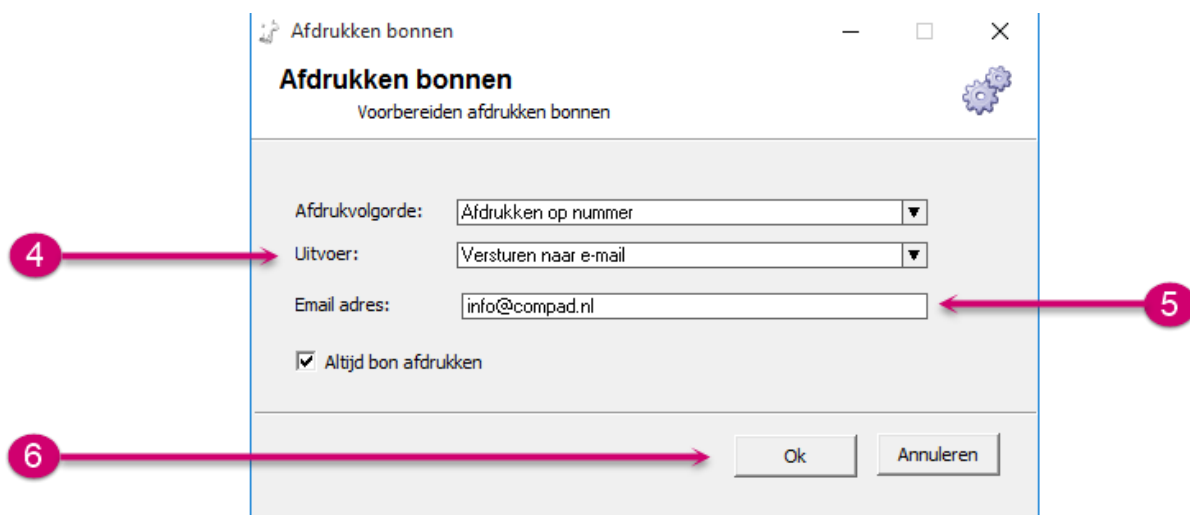 Afdrukken bonnen
Afdrukken bonnen
Voorbereiden afdrukken bonnen
Afdrukvolgorde: Afdrukken op nummer
4 Uitvoer: Versturen naar e-mail
Email adres: info@compad.nl 5
Altijd bon afdrukken
6 Ok Annuleren